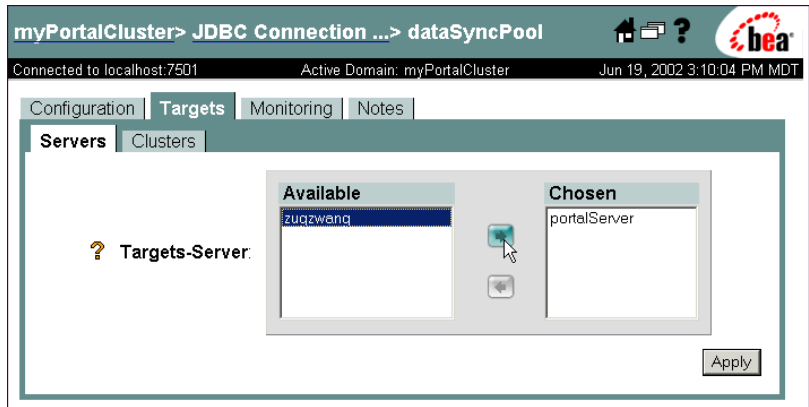 myPortalCluster> JDBC Connection ...> dataSyncPool
?
bea
Connected to localhost:7501 Active Domain: myPortalCluster Jun 19, 2002 3:10:04 PM MDT
Configuration Targets Monitoring Notes
Servers Clusters
Available Chosen
zugzwang portalServer
? Targets-Server:
Apply